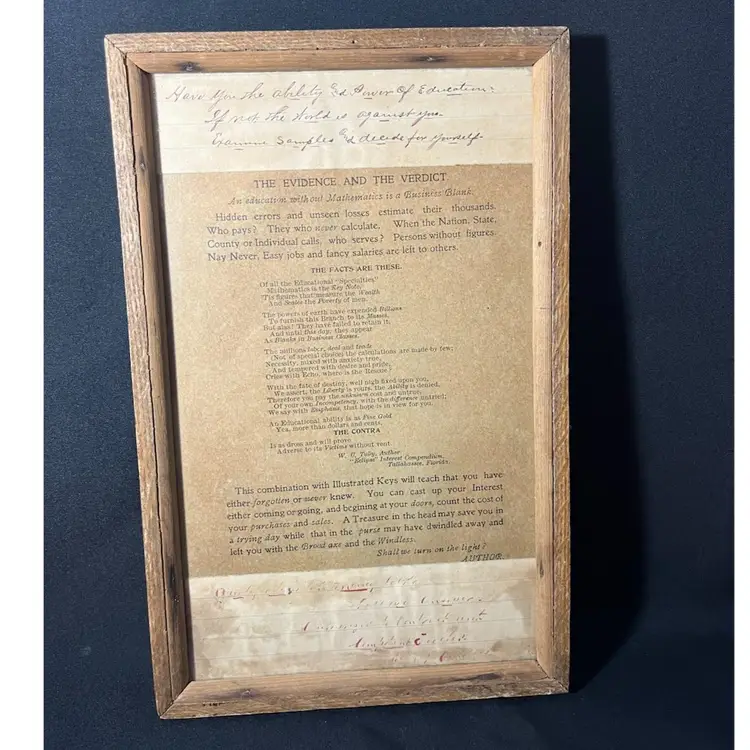 Have You the ability and Power Of Education?
If not the World is against you
Examine Samples and decide for yourself.
THE EVIDENCE AND THE VERDICT
An education without Mathematics is a Business Blank.
Hidden errors and unseen losses estimate their thousands.
Who pays? They who never calculate. When the Nation, State,
County or Individual calls, who serves? Persons without figures.
Nay Never, Easy jobs and fancy salaries are left to others.
THE FACTS ARE THESE.
Of all the Educational "Specialties"
Mathematics is the Key Note,
'Tis figures that measure the Wealth
And Scales the Poverty of men.
The powers of earth have expended Billions
To furnish this Branch to its Masses,
But alas! They have failed to retain it,
And until this day; they appear
As Blanks in Business Classes.
The millions labor, deal and trade
(Not of special choice) the calculations are made by few;
Necessity, mixed with anxiety true,
And tempered with desire and price,
Cries with Echo, where is the Rescue?
With the fate of destiny, well nigh fixed upon you,
We assert, the Liberty is yours, the Ability is denied,
Therefore you pay the unknown cost and untrue,
Of your own Incompetency, with the difference untried;
We say with Emphasis, that hope is in view for you.
An Educational ability is as Fine Gold
Yea, more than dollars and cents.
THE CONTRA
Is as dross and will prove
Adverse to its Victims without vent.
W. C. Author
"Eclipse" Interest Compendium,
Tallahassee, Florida.
This combination with Illustrated Keys will teach that you have
either forgotten or never knew. You can cast up your Interest
either coming or going, and begining at your doors, count the cost of
your purchases and sales. A Treasure in the head may save you in
a trying day while that in the purse may have dwindled away and
left you with the Broad axe and the Windless.
Shall we turn on the light?
AUTHOR.